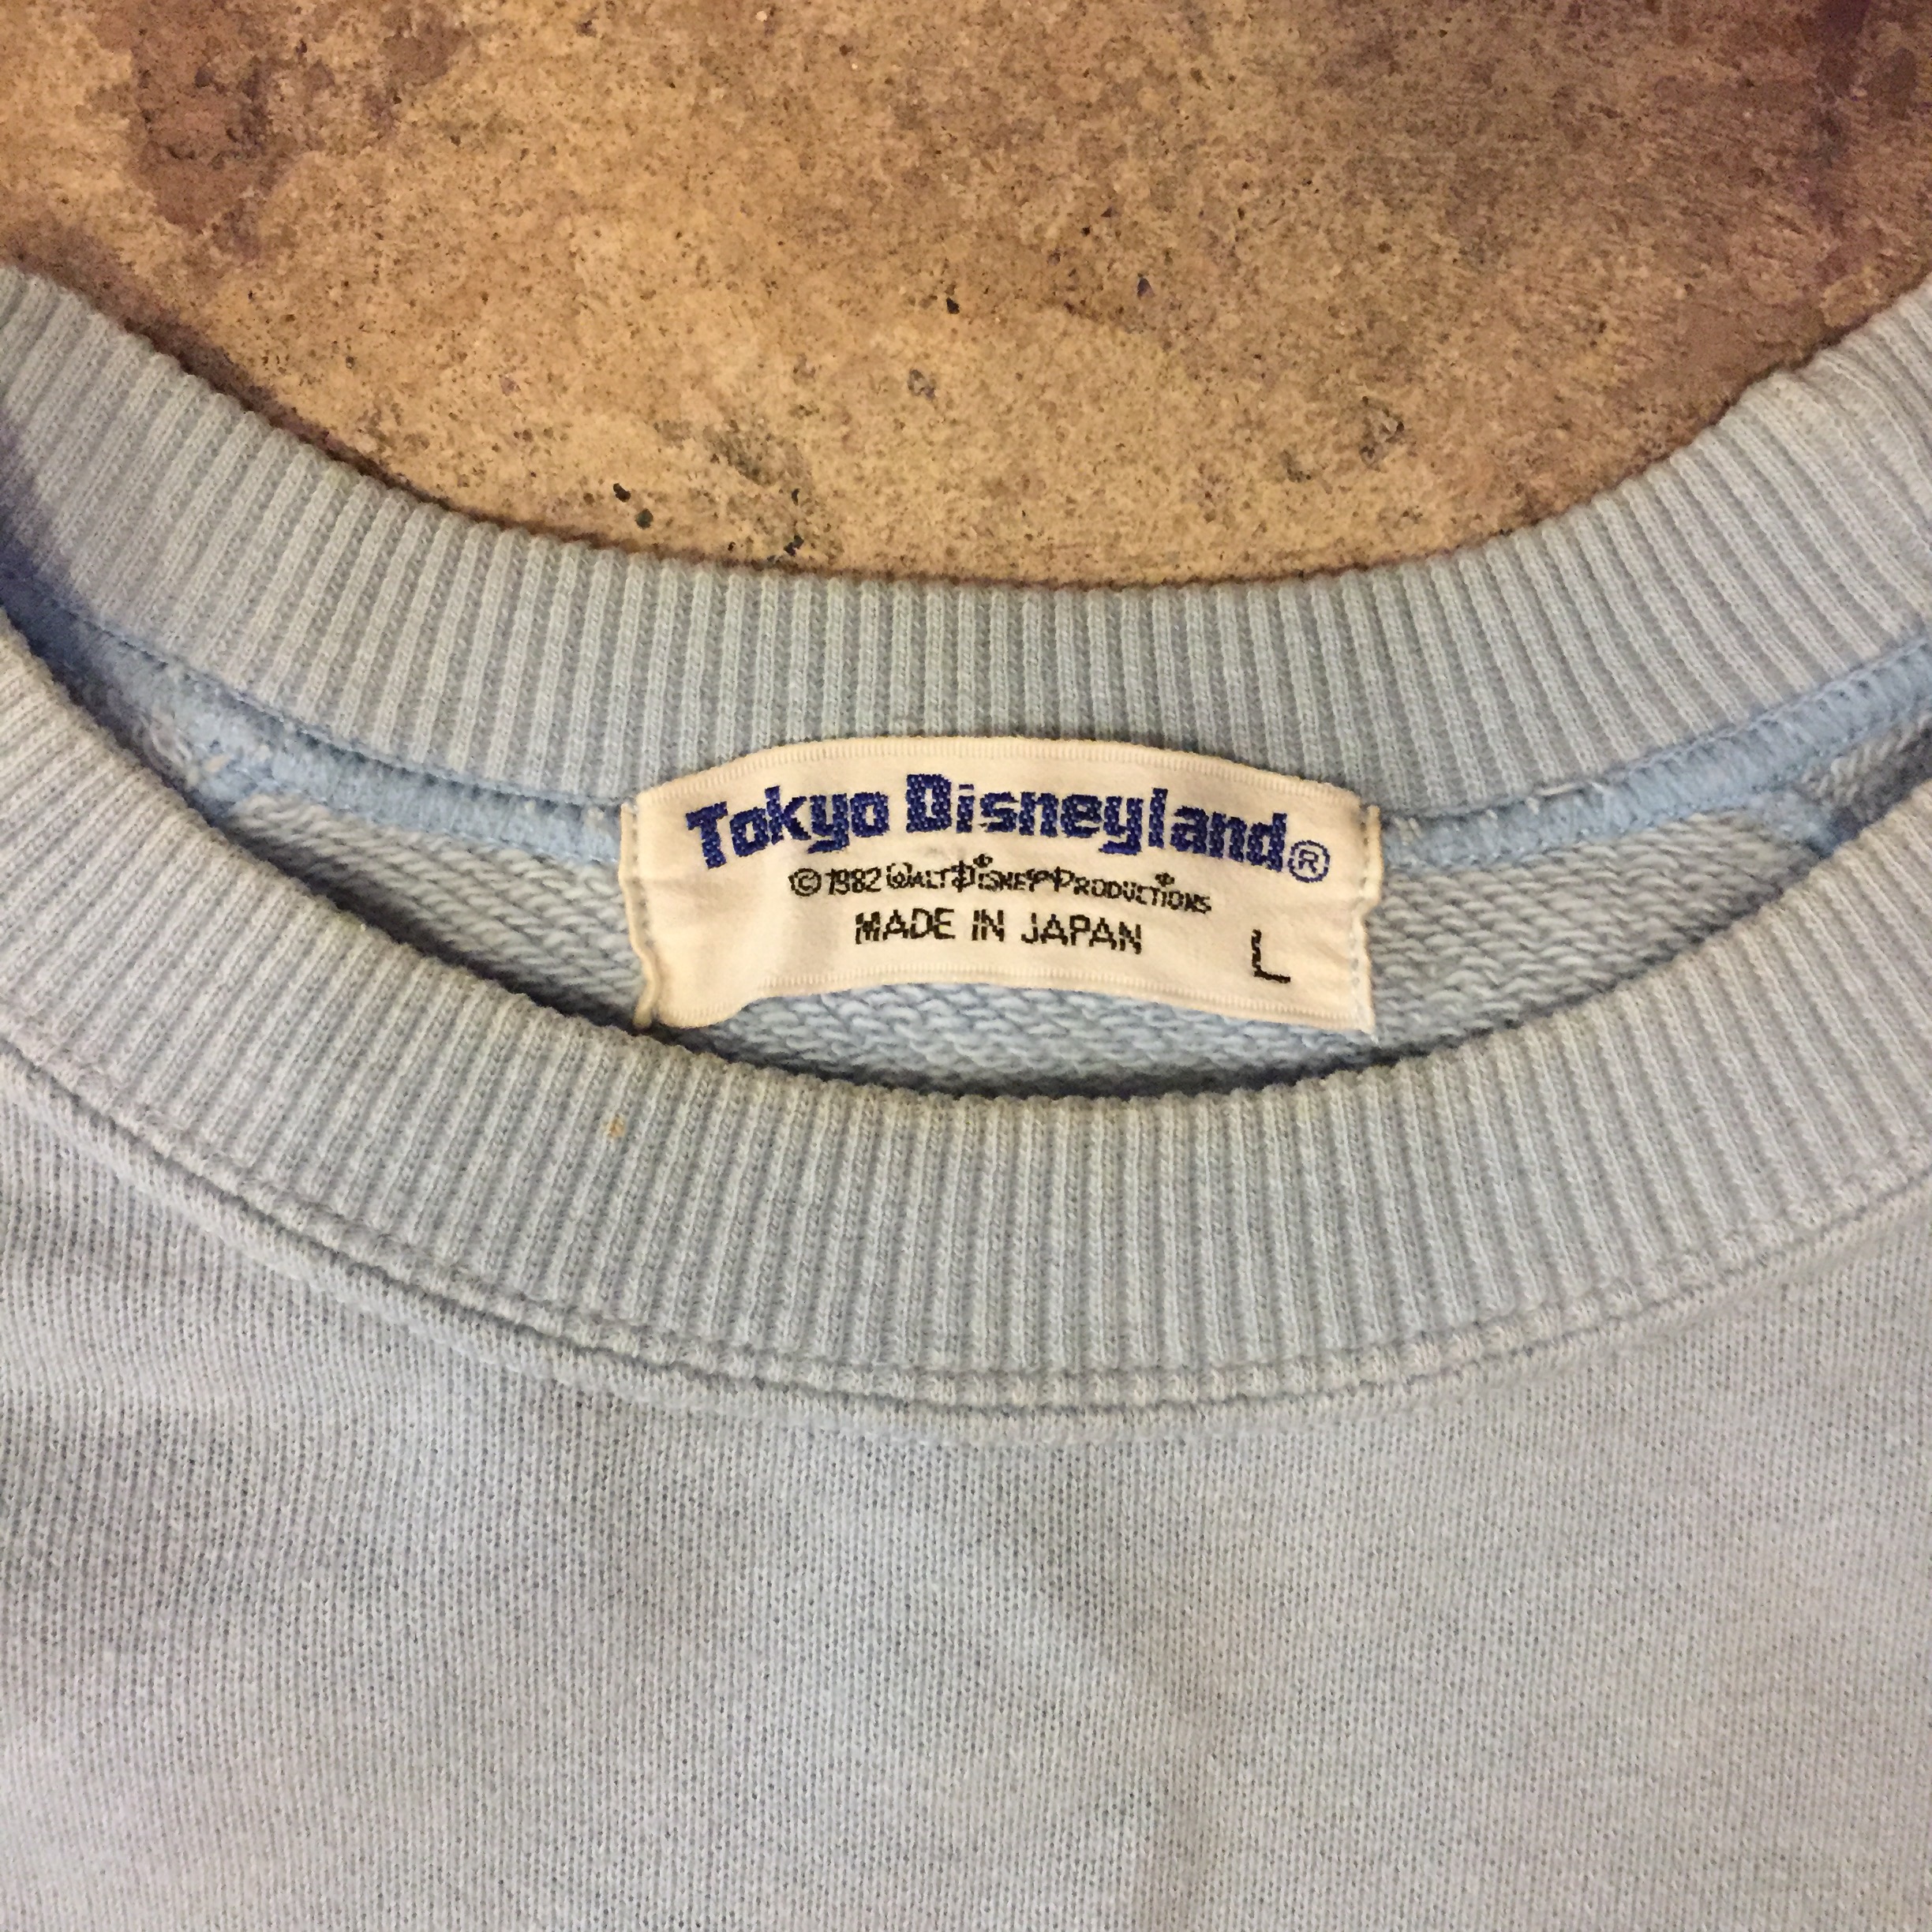 Tokyo Disneyland®
©1982 WALT DISNEY PRODUCTIONS
MADE IN JAPAN
L